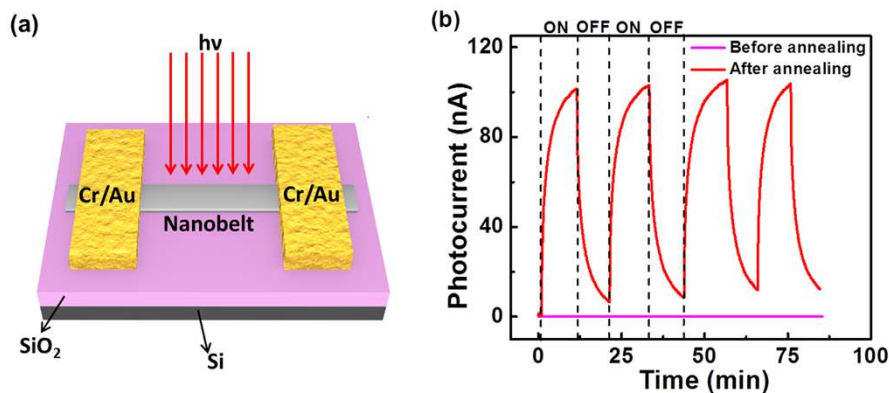 (a)
hν
Cr/Au
Cr/Au
Nanobelt
SiO2
Si
(b)
ON OFF ON OFF
Before annealing
After annealing
Photocurrent (nA)
120
80
40
0
0 25 50 75 100
Time (min)